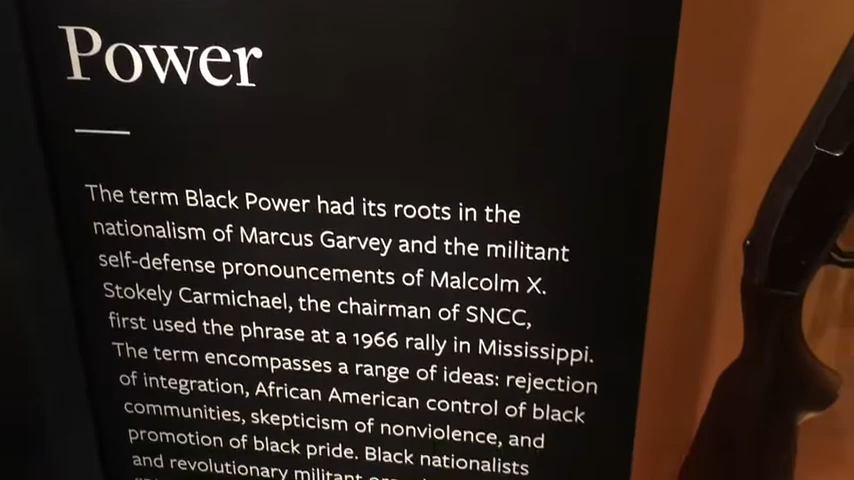 Power
The term Black Power had its roots in the
nationalism of Marcus Garvey and the militant
self-defense pronouncements of Malcolm X.
Stokely Carmichael, the chairman of SNCC,
first used the phrase at a 1966 rally in Mississippi.
The term encompasses a range of ideas: rejection
of integration, African American control of black
communities, skepticism of nonviolence, and
promotion of black pride. Black nationalists
and revolutionary militant